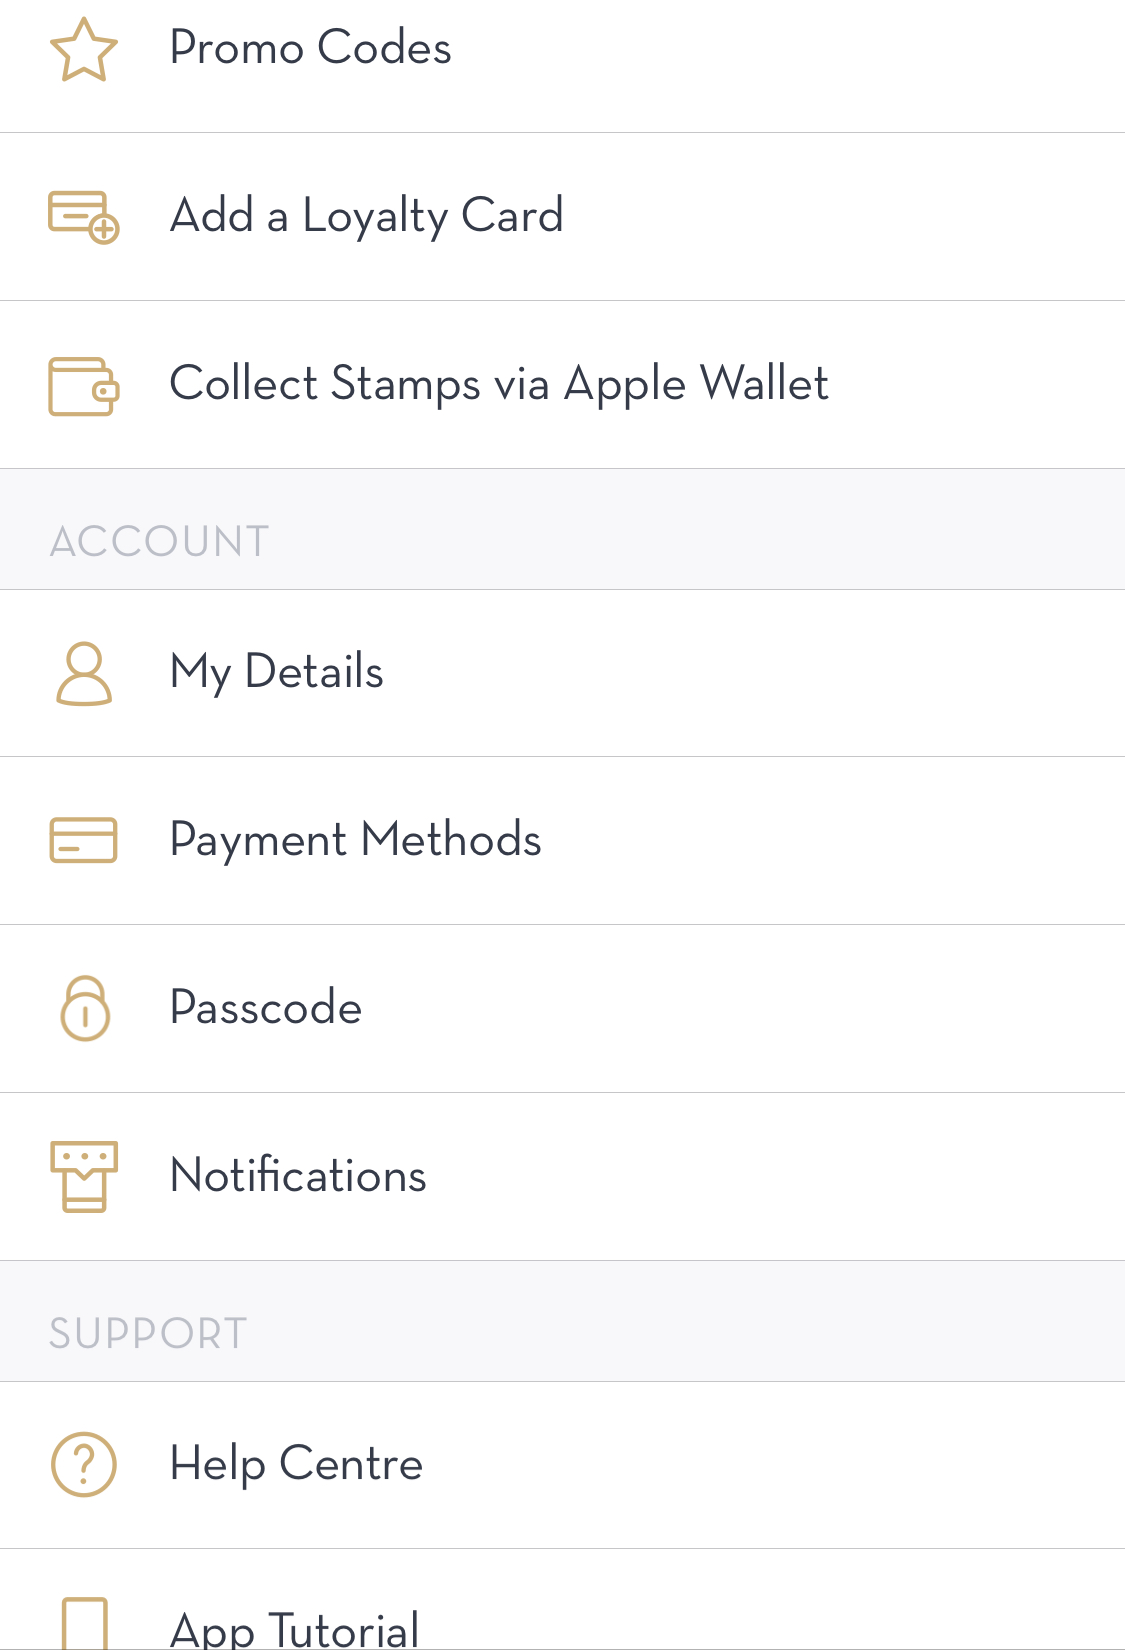 Promo Codes
Add a Loyalty Card
Collect Stamps via Apple Wallet
ACCOUNT
My Details
Payment Methods
Passcode
Notifications
SUPPORT
Help Centre
App Tutorial